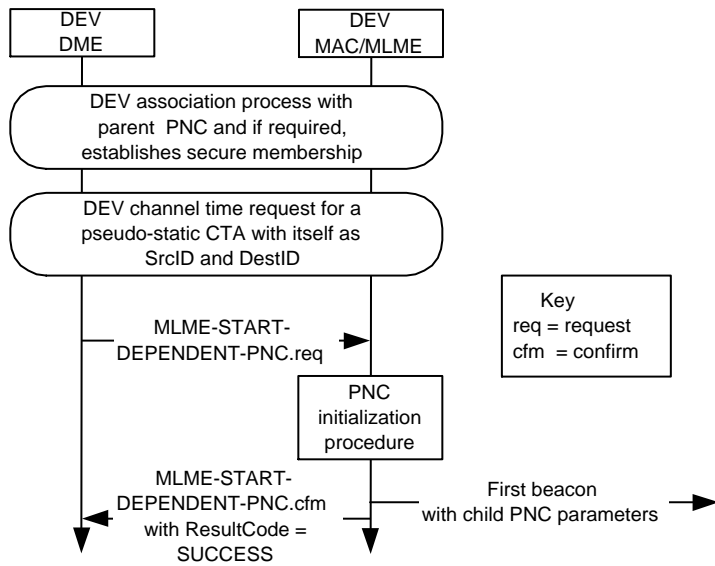 DEV
DME
DEV
MAC/MLME
DEV association process with
parent PNC and if required,
establishes secure membership
DEV channel time request for a
pseudo-static CTA with itself as
SrcID and DestID
MLME-START-
DEPENDENT-PNC.req
Key
req = request
cfm = confirm
PNC
initialization
procedure
MLME-START-
DEPENDENT-PNC.cfm
with ResultCode =
SUCCESS
First beacon
with child PNC parameters